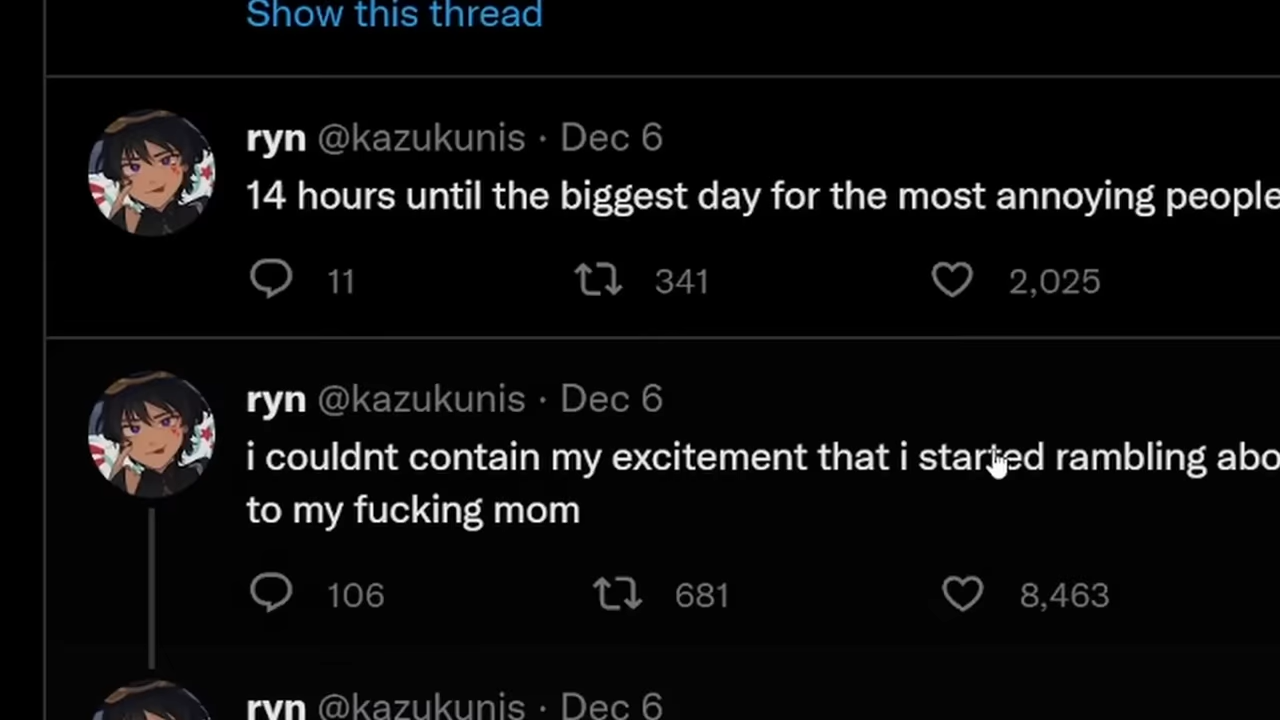 Show this thread
ryn @kazukunis · Dec 6
14 hours until the biggest day for the most annoying people
11 341 2,025
ryn @kazukunis · Dec 6
i couldnt contain my excitement that i started rambling abo
to my fucking mom
106 681 8,463
ryn @kazukunis · Dec 6